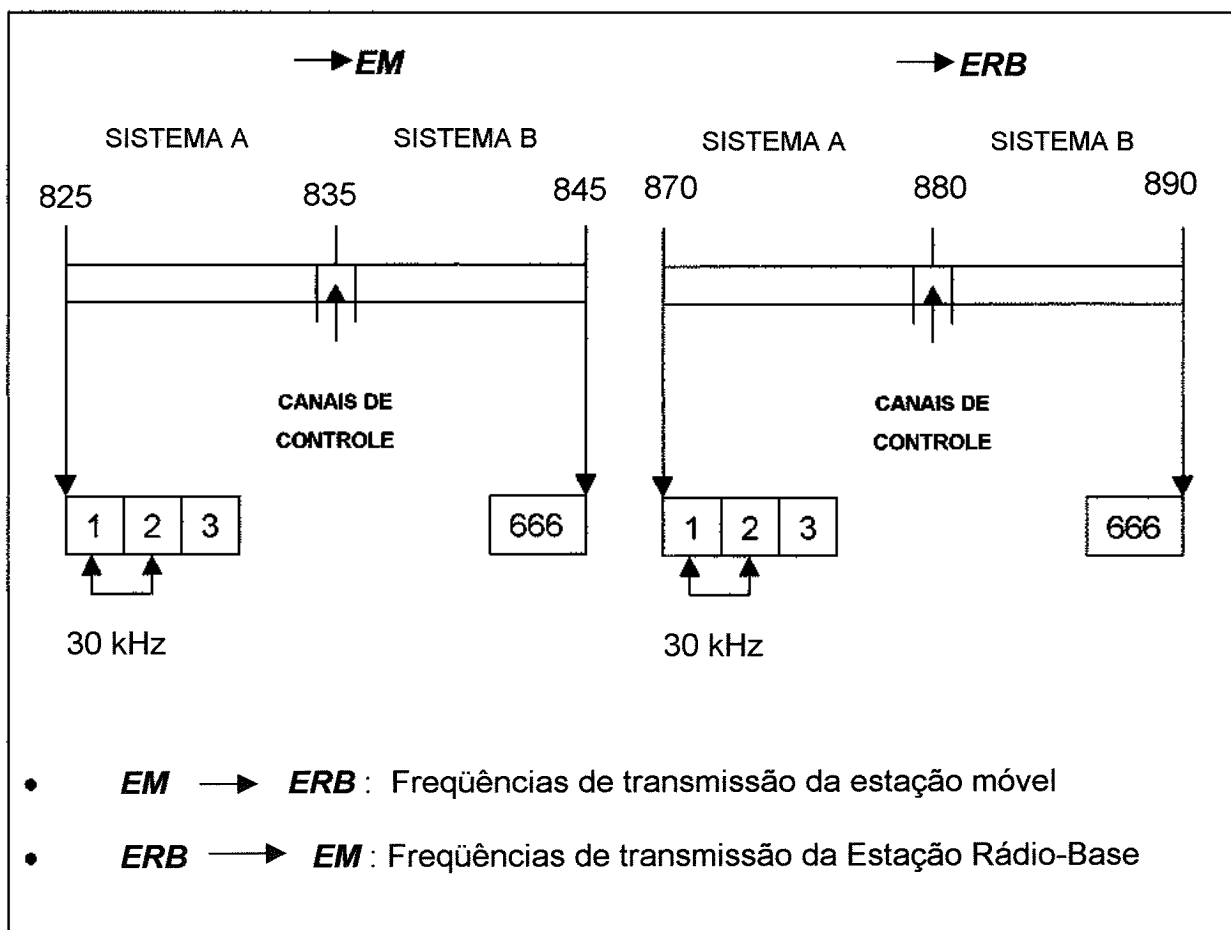 → EM → ERB
SISTEMA A SISTEMA B SISTEMA A SISTEMA B
825 835 845 870 880 890
CANAIS DE CONTROLE CANAIS DE CONTROLE
1 2 3 666 1 2 3 666
30 kHz 30 kHz
• EM → ERB : Freqüências de transmissão da estação móvel
• ERB → EM : Freqüências de transmissão da Estação Rádio-Base